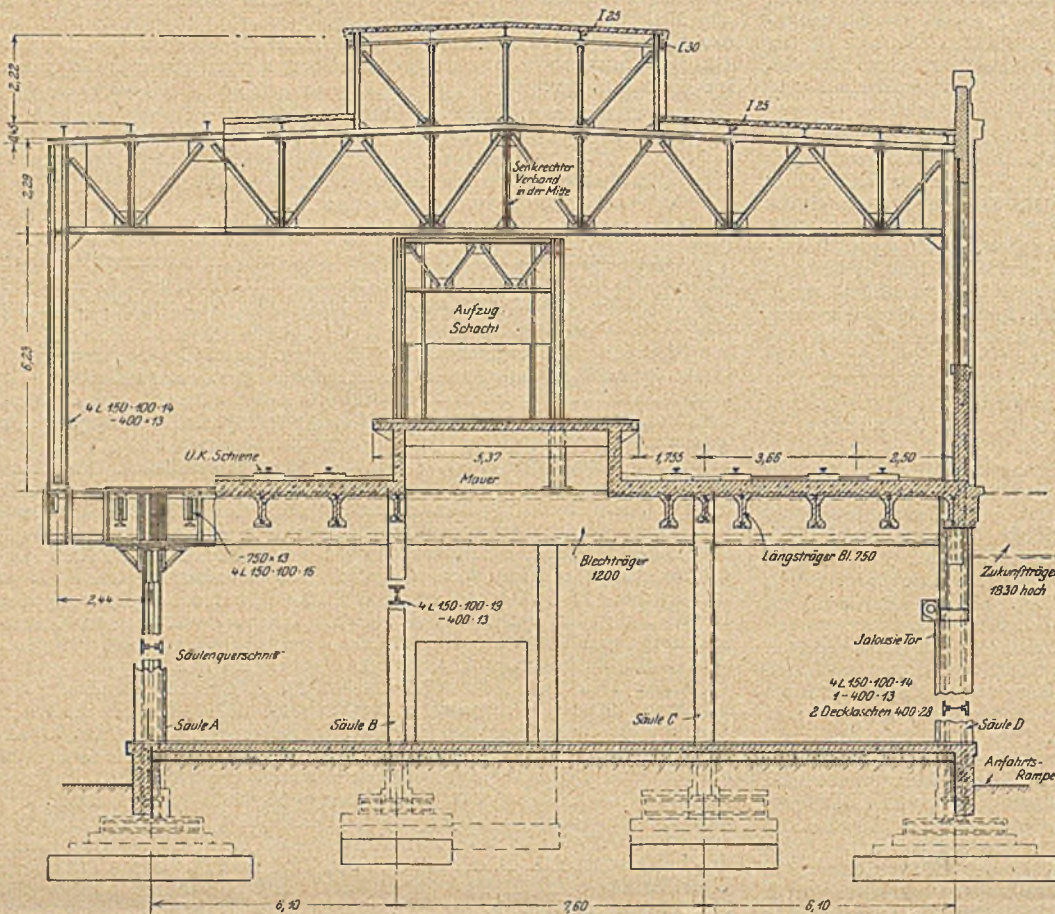 I 25
[30
2,22
0,45
I 25
2,29
Senkrechter
Verband
in der Mitte
6,23
Aufzug
Schacht
4 L 150·100·14
-400×13
U.K. Schiene
5,37
1,755
3,66
2,50
Mauer
-750×13
4 L 150·100·16
Blechträger
1200
Längsträger Bl. 750
Zukunftträger
1830 hoch
2,44
4 L 150·100·19
-400·13
Jalousie Tor
Säulenquerschnitt
4 L 150·100·14
1-400·13
2 Decklaschen 400·28
Säule A
Säule B
Säule C
Säule D
Anfahrts-
Rampe
6,10
7,60
6,10